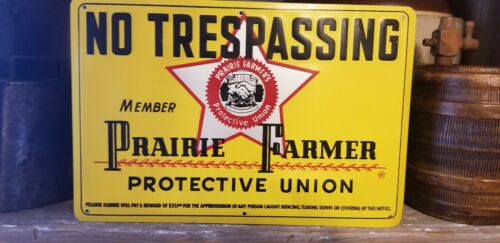 NO TRESPASSING
PRAIRIE FARMER'S
Protective Union
MEMBER
PRAIRIE FARMER
®
PROTECTIVE UNION
PRAIRIE FARMER WILL PAY A REWARD OF $25.00 FOR THE APPREHENSION OF ANY PERSON CAUGHT DEFACING, TEARING DOWN OR COVERING UP THIS NOTICE.